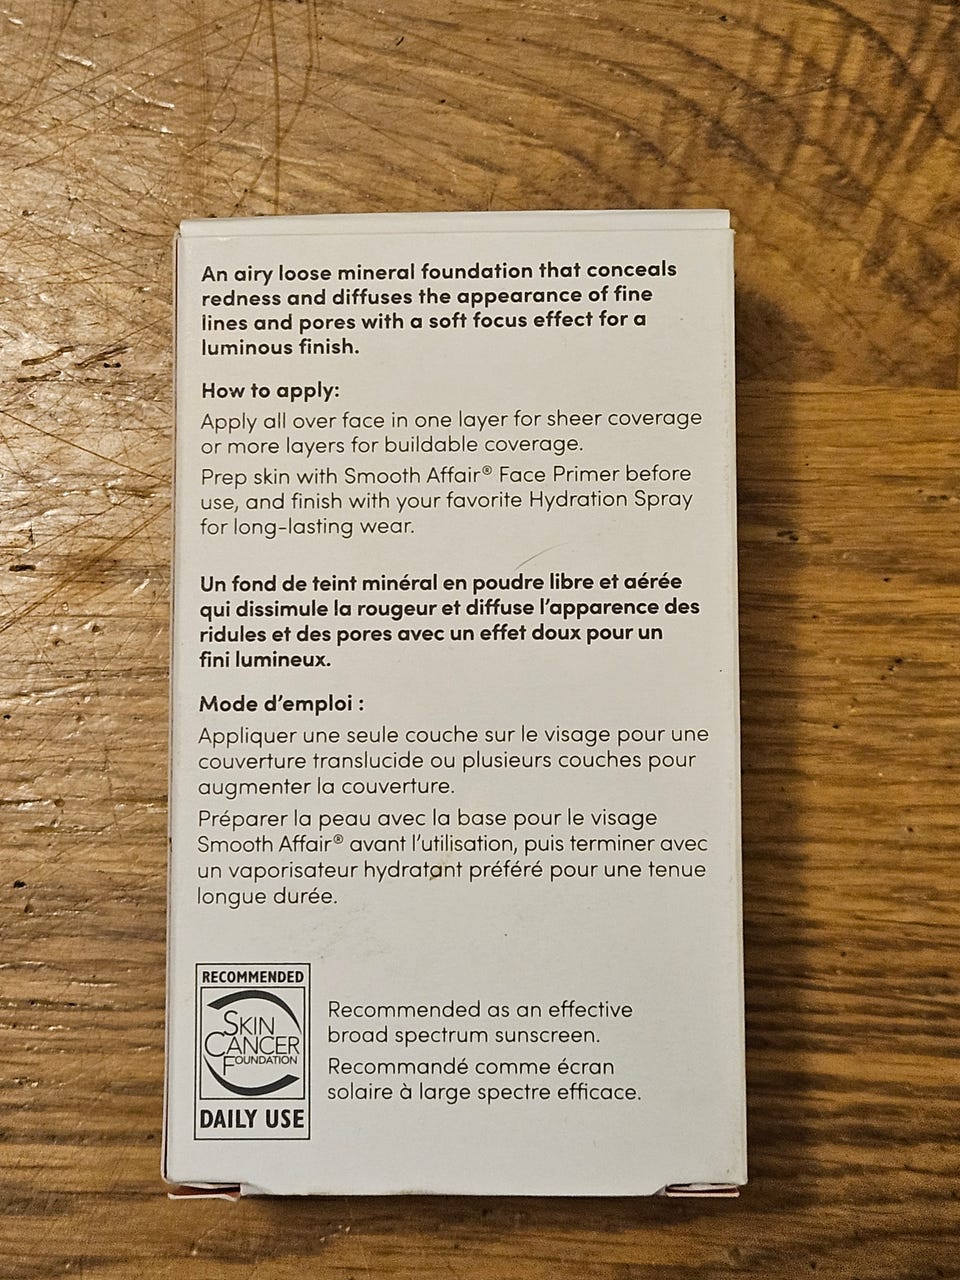 An airy loose mineral foundation that conceals
redness and diffuses the appearance of fine
lines and pores with a soft focus effect for a
luminous finish.
How to apply:
Apply all over face in one layer for sheer coverage
or more layers for buildable coverage.
Prep skin with Smooth Affair® Face Primer before
use, and finish with your favorite Hydration Spray
for long-lasting wear.
Un fond de teint minéral en poudre libre et aérée
qui dissimule la rougeur et diffuse l'apparence des
ridules et des pores avec un effet doux pour un
fini lumineux.
Mode d'emploi :
Appliquer une seule couche sur le visage pour une
couverture translucide ou plusieurs couches pour
augmenter la couverture.
Préparer la peau avec la base pour le visage
Smooth Affair® avant l'utilisation, puis terminer avec
un vaporisateur hydratant préféré pour une tenue
longue durée.
RECOMMENDED
SKIN
CANCER
FOUNDATION
DAILY USE
Recommended as an effective
broad spectrum sunscreen.
Recommandé comme écran
solaire à large spectre efficace.